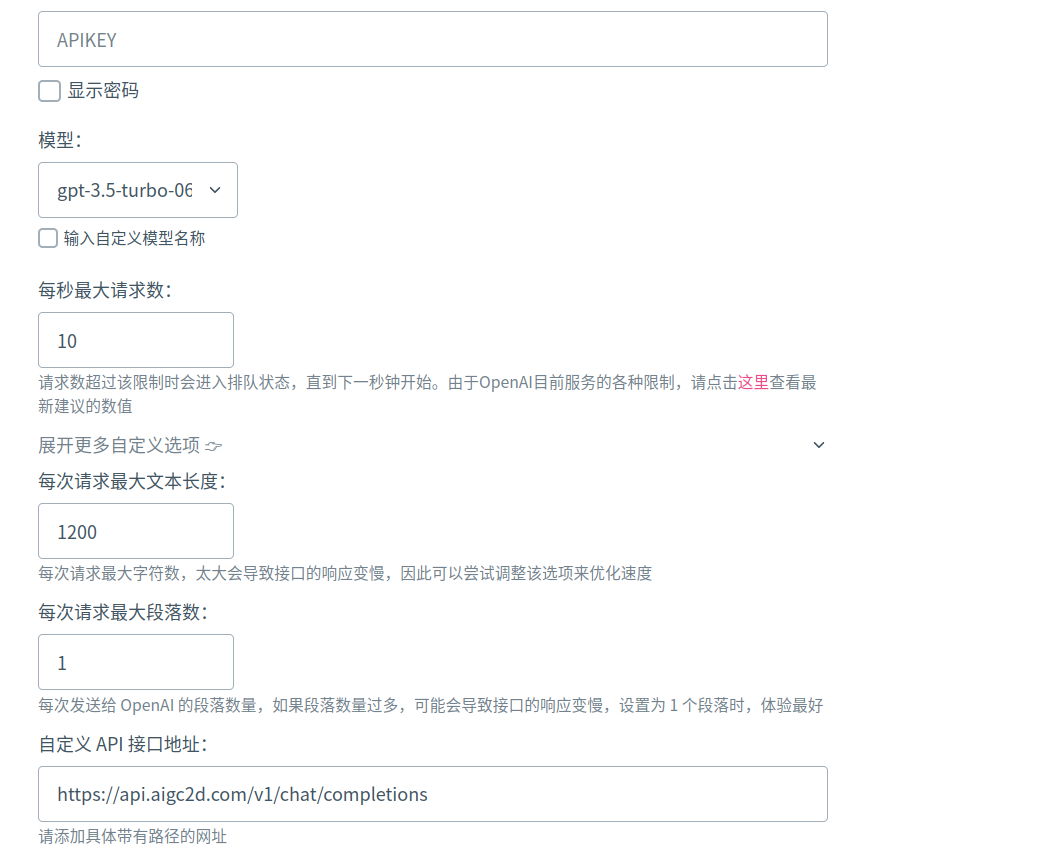 APIKEY
显示密码
模型：
gpt-3.5-turbo-06
输入自定义模型名称
每秒最大请求数：
10
请求数超过该限制时会进入排队状态，直到下一秒钟开始。由于OpenAI目前服务的各种限制，请点击这里查看最
新建议的数值
展开更多自定义选项 👉
每次请求最大文本长度：
1200
每次请求最大字符数，太大会导致接口的响应变慢，因此可以尝试调整该选项来优化速度
每次请求最大段落数：
1
每次发送给 OpenAI 的段落数量，如果段落数量过多，可能会导致接口的响应变慢，设置为 1 个段落时，体验最好
自定义 API 接口地址：
https://api.aigc2d.com/v1/chat/completions
请添加具体带有路径的网址